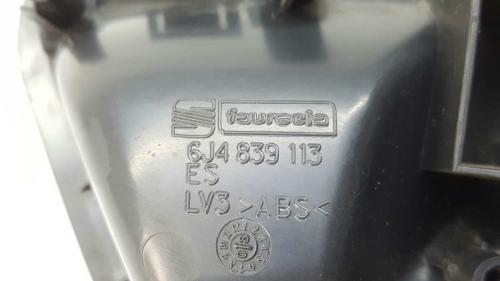 faurecia
6J4 839 113
ES
LV3 >ABS<